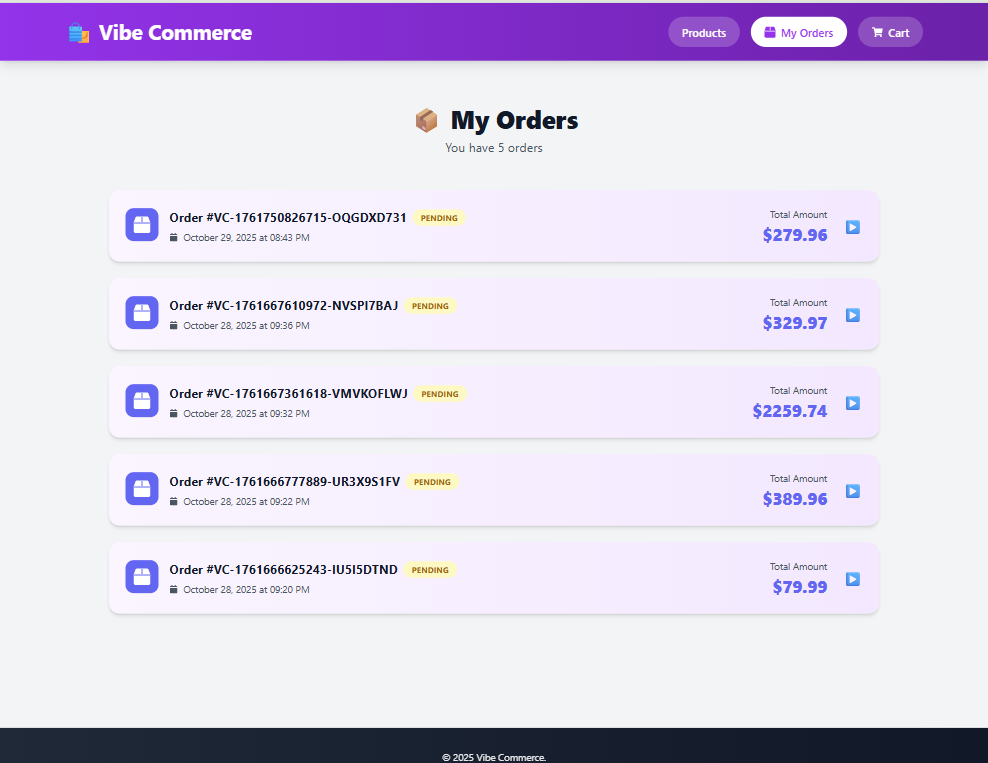 Vibe Commerce
Products
My Orders
Cart
My Orders
You have 5 orders
Order #VC-1761750826715-OQGDXD731 PENDING
October 29, 2025 at 08:43 PM
Total Amount
$279.96
Order #VC-1761667610972-NVSPI7BAJ PENDING
October 28, 2025 at 09:36 PM
Total Amount
$329.97
Order #VC-1761667361618-VMVKOFLWJ PENDING
October 28, 2025 at 09:32 PM
Total Amount
$2259.74
Order #VC-1761666777889-UR3X9S1FV PENDING
October 28, 2025 at 09:22 PM
Total Amount
$389.96
Order #VC-1761666625243-IU5I5DTND PENDING
October 28, 2025 at 09:20 PM
Total Amount
$79.99
© 2025 Vibe Commerce.